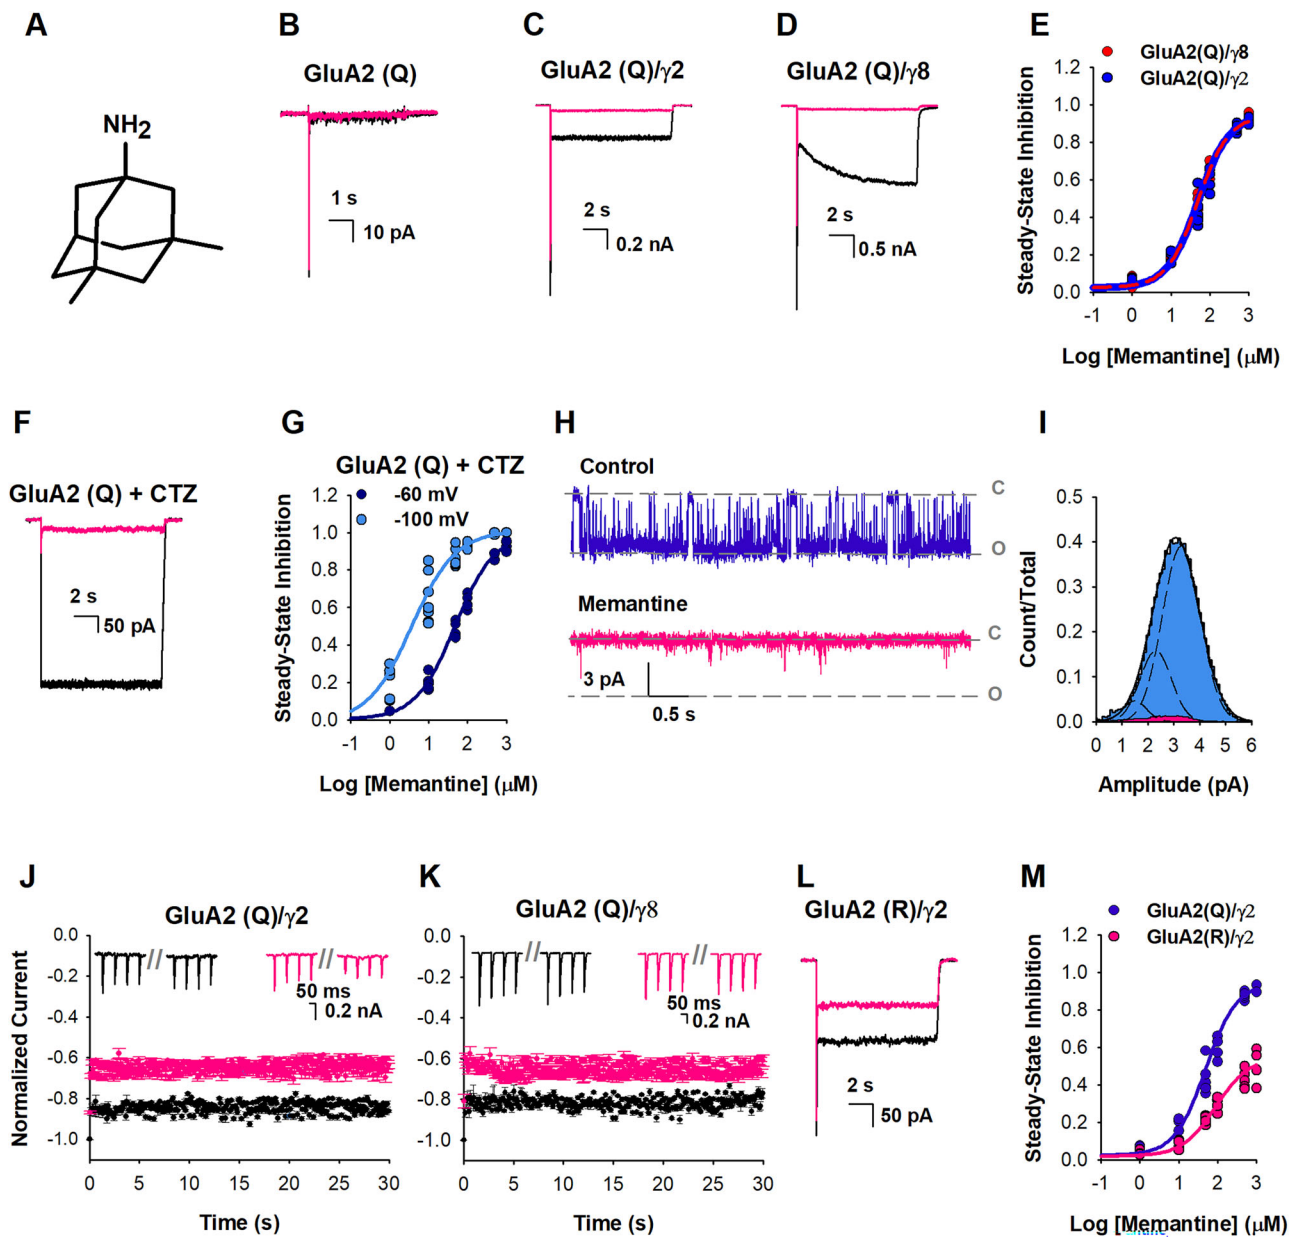 A
NH2
B
GluA2 (Q)
1 s
10 pA
C
GluA2 (Q)/γ2
2 s
0.2 nA
D
GluA2 (Q)/γ8
2 s
0.5 nA
E
GluA2(Q)/γ8
GluA2(Q)/γ2
Steady-State Inhibition
1.2
1.0
0.8
0.6
0.4
0.2
0.0
-1 0 1 2 3
Log [Memantine] (μM)
F
GluA2 (Q) + CTZ
2 s
50 pA
G
GluA2 (Q) + CTZ
-60 mV
-100 mV
Steady-State Inhibition
1.2
1.0
0.8
0.6
0.4
0.2
0.0
-1 0 1 2 3
Log [Memantine] (μM)
H
Control
C
O
Memantine
C
3 pA
O
0.5 s
I
Count/Total
0.5
0.4
0.3
0.2
0.1
0.0
0 1 2 3 4 5 6
Amplitude (pA)
J
GluA2 (Q)/γ2
Normalized Current
0.0
-0.2
-0.4
-0.6
-0.8
-1.0
//
//
50 ms
0.2 nA
0 5 10 15 20 25 30
Time (s)
K
GluA2 (Q)/γ8
0.0
-0.2
-0.4
-0.6
-0.8
-1.0
//
//
50 ms
0.2 nA
0 5 10 15 20 25 30
Time (s)
L
GluA2 (R)/γ2
2 s
50 pA
M
GluA2(Q)/γ2
GluA2(R)/γ2
Steady-State Inhibition
1.2
1.0
0.8
0.6
0.4
0.2
0.0
-1 0 1 2 3
Log [Memantine] (μM)